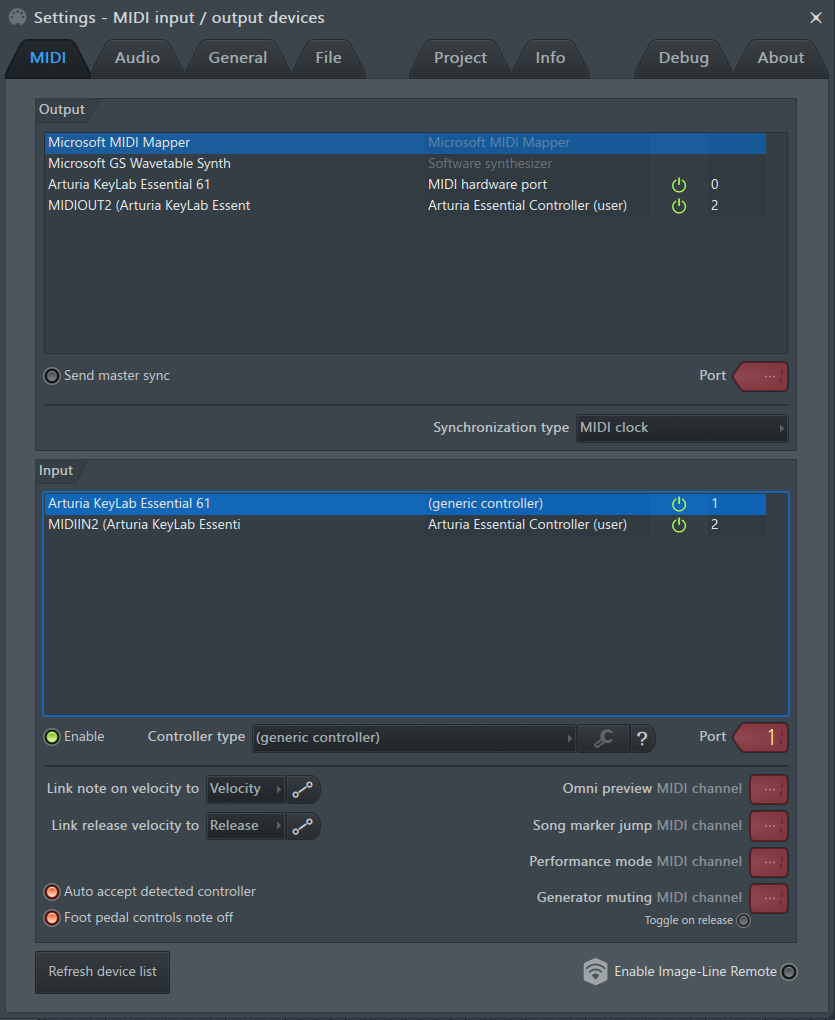 Settings - MIDI input / output devices
MIDI Audio General File Project Info Debug About
Output
Microsoft MIDI Mapper Microsoft MIDI Mapper
Microsoft GS Wavetable Synth Software synthesizer
Arturia KeyLab Essential 61 MIDI hardware port 0
MIDIOUT2 (Arturia KeyLab Essent Arturia Essential Controller (user) 2
Send master sync Port ...
Synchronization type MIDI clock
Input
Arturia KeyLab Essential 61 (generic controller) 1
MIDIIN2 (Arturia KeyLab Essenti Arturia Essential Controller (user) 2
Enable Controller type (generic controller) ? Port 1
Link note on velocity to Velocity Omni preview MIDI channel ...
Link release velocity to Release Song marker jump MIDI channel ...
Performance mode MIDI channel ...
Auto accept detected controller Generator muting MIDI channel ...
Foot pedal controls note off Toggle on release
Refresh device list Enable Image-Line Remote